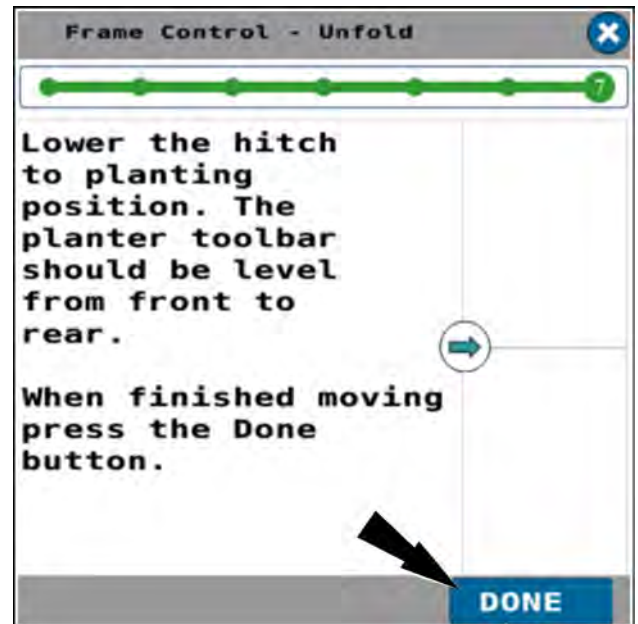 Frame Control - Unfold
7
Lower the hitch
to planting
position. The
planter toolbar
should be level
from front to
rear.
When finished moving
press the Done
button.
DONE